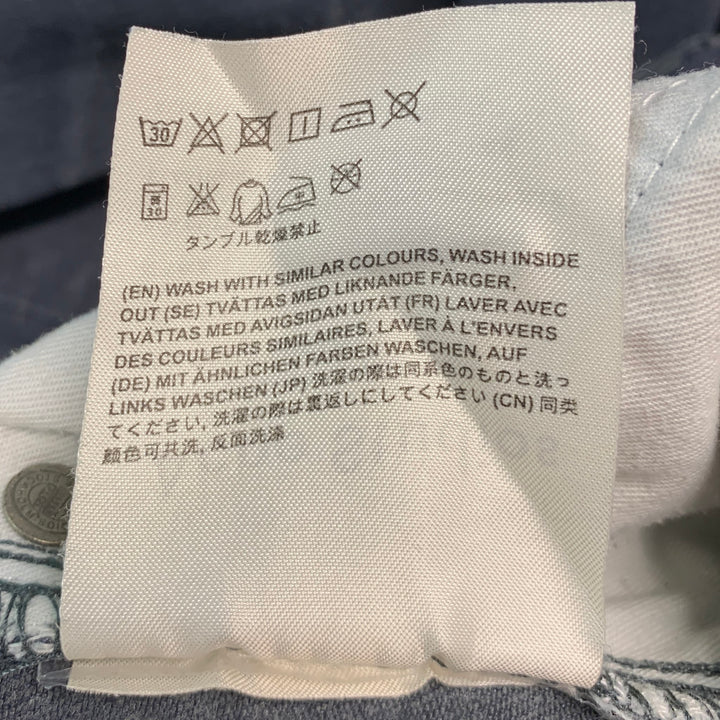 30
30
タンブル乾燥禁止
(EN) WASH WITH SIMILAR COLOURS, WASH INSIDE
OUT (SE) TVÄTTAS MED LIKNANDE FÄRGER,
TVÄTTAS MED AVIGSIDAN UTÅT (FR) LAVER AVEC
DES COULEURS SIMILAIRES, LAVER À L'ENVERS
(DE) MIT ÄHNLICHEN FARBEN WASCHEN, AUF
LINKS WASCHEN (JP) 洗濯の際は同系色のものと洗っ
てください, 洗濯の際は裏返しにしてください (CN) 同类
颜色可共洗, 反面洗涤